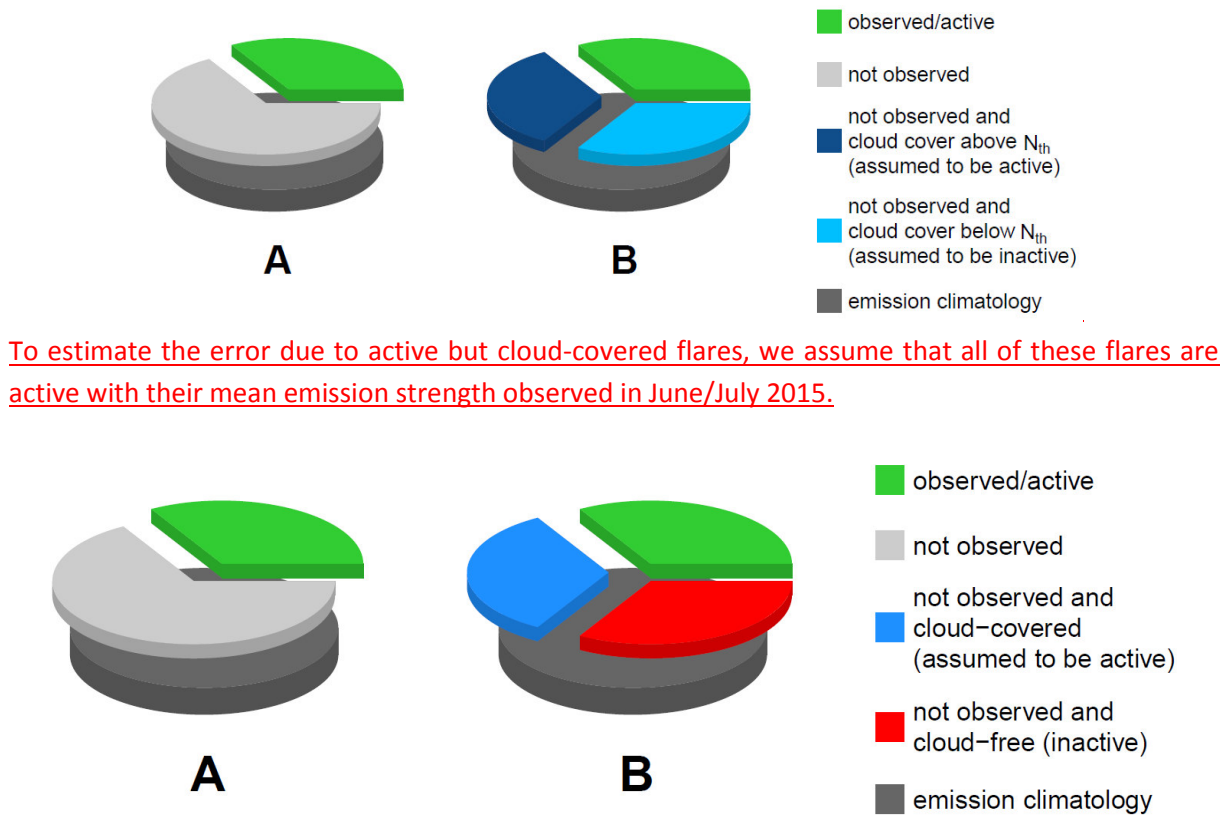 observed/active
not observed
not observed and
cloud cover above Nth
(assumed to be active)
not observed and
cloud cover below Nth
(assumed to be inactive)
emission climatology
A
B
To estimate the error due to active but cloud-covered flares, we assume that all of these flares are
active with their mean emission strength observed in June/July 2015.
observed/active
not observed
not observed and
cloud−covered
(assumed to be active)
not observed and
cloud−free (inactive)
emission climatology
A
B